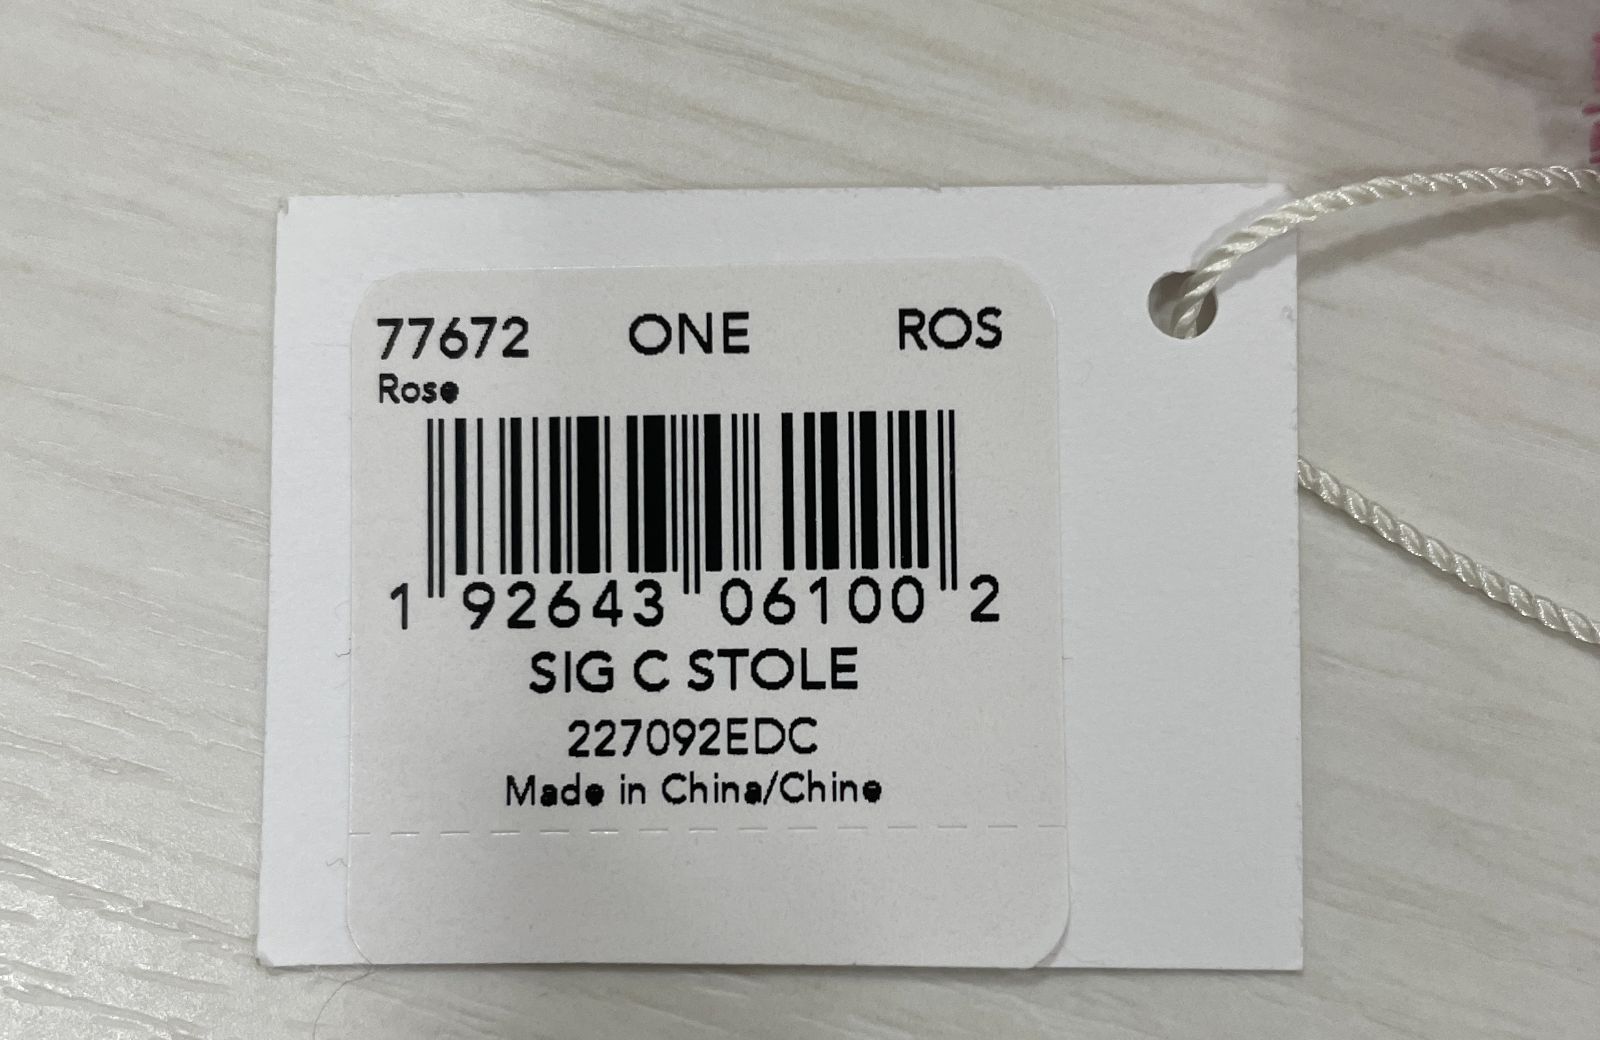 77672 ONE ROS
Rose
1 92643 06100 2
SIG C STOLE
227092EDC
Made in China/Chine